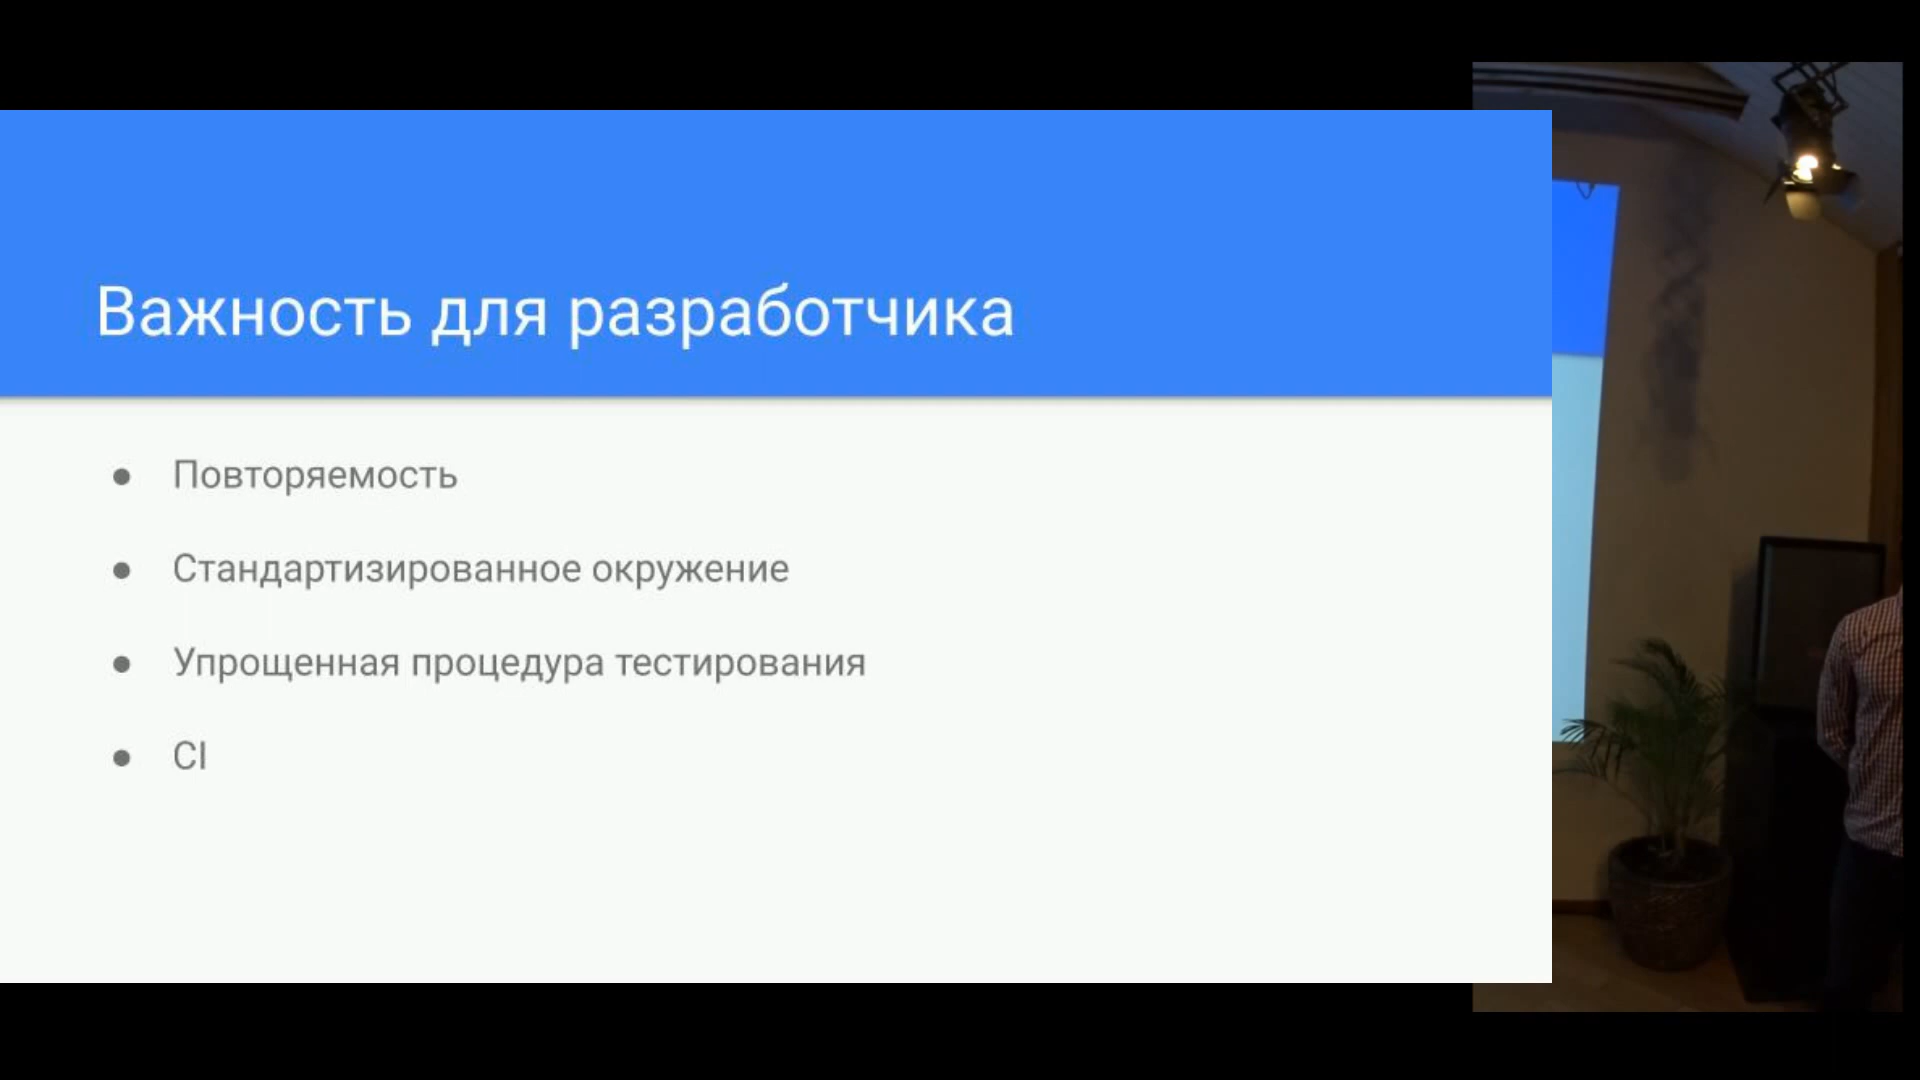 Важность для разработчика
Повторяемость
Стандартизированное окружение
Упрощенная процедура тестирования
CI